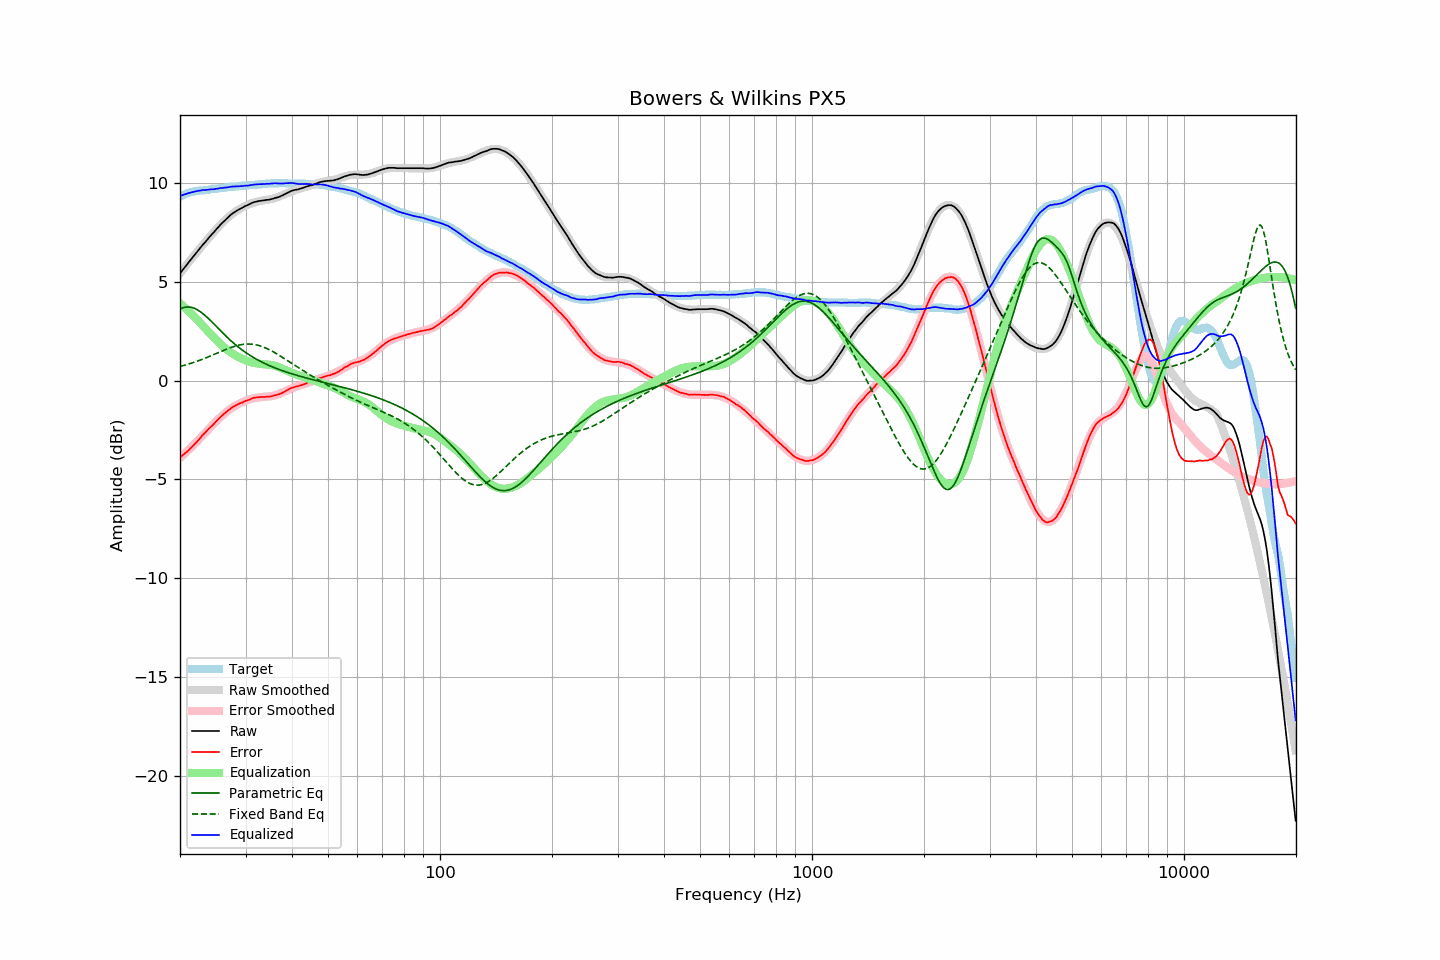 Bowers & Wilkins PX5
Amplitude (dBr)
10
5
0
−5
−10
−15
−20
Target
Raw Smoothed
Error Smoothed
Raw
Error
Equalization
Parametric Eq
Fixed Band Eq
Equalized
100
1000
10000
Frequency (Hz)